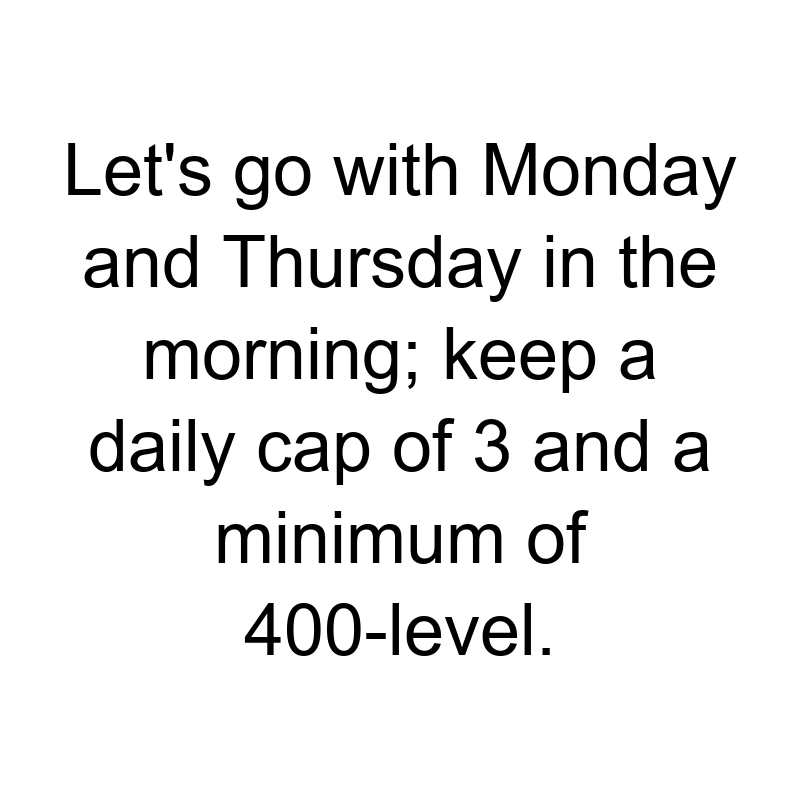 Let's go with Monday
and Thursday in the
morning; keep a
daily cap of 3 and a
minimum of
400-level.